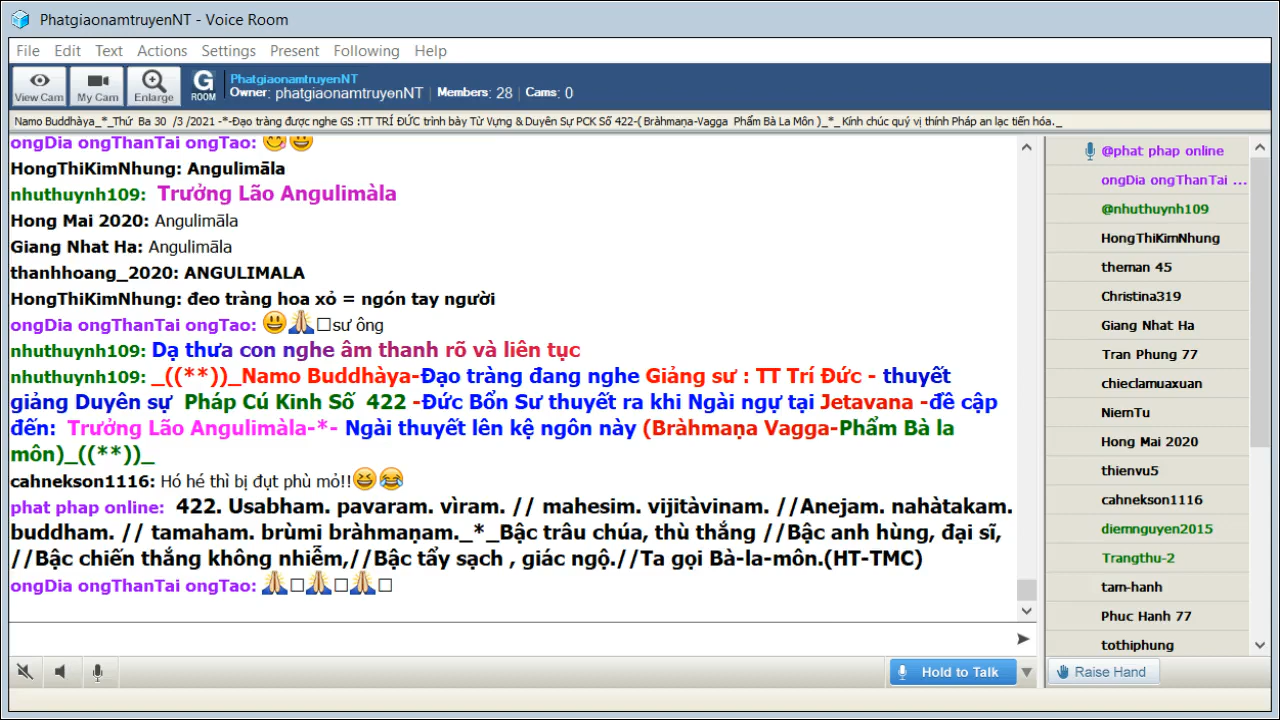 PhatgiaonamtruyenNT - Voice Room
File Edit Text Actions Settings Present Following Help
View Cam My Cam Enlarge G ROOM
PhatgiaonamtruyenNT
Owner: phatgiaonamtruyenNT | Members: 28 | Cams: 0
Namo Buddhàya_*_Thứ Ba 30 /3 /2021 -*-Đạo tràng được nghe GS :TT TRÍ ĐỨC trình bày Từ Vựng & Duyên Sự PCK Số 422-( Bràhmaṇa-Vagga Phẩm Bà La Môn )_*_ Kính chúc quý vị thính Pháp an lạc tiến hóa._
ongDia ongThanTai ongTao: 😋😀
HongThiKimNhung: Angulimāla
nhuthuynh109: Trưởng Lão Angulimàla
Hong Mai 2020: Angulimāla
Giang Nhat Ha: Angulimāla
thanhhoang_2020: ANGULIMALA
HongThiKimNhung: đeo tràng hoa xỏ = ngón tay người
ongDia ongThanTai ongTao: 😃🙏□sư ông
nhuthuynh109: Dạ thưa con nghe âm thanh rõ và liên tục
nhuthuynh109: _((**))_Namo Buddhàya-Đạo tràng đang nghe Giảng sư : TT Trí Đức - thuyết
giảng Duyên sự Pháp Cú Kinh Số 422 -Đức Bổn Sư thuyết ra khi Ngài ngự tại Jetavana -đề cập
đến: Trưởng Lão Angulimàla-*- Ngài thuyết lên kệ ngôn này (Bràhmaṇa Vagga-Phẩm Bà la
môn)_((**))_
cahnekson1116: Hó hé thì bị đụt phù mỏ!!😆😂
phat phap online: 422. Usabham. pavaram. vìram. // mahesim. vijitàvinam. //Anejam. nahàtakam.
buddham. // tamaham. brùmi bràhmaṇam._*_Bậc trâu chúa, thù thắng //Bậc anh hùng, đại sĩ,
//Bậc chiến thắng không nhiễm,//Bậc tẩy sạch , giác ngộ.//Ta gọi Bà-la-môn.(HT-TMC)
ongDia ongThanTai ongTao: 🙏□🙏□🙏□
Hold to Talk
@phat phap online
ongDia ongThanTai ...
@nhuthuynh109
HongThiKimNhung
theman 45
Christina319
Giang Nhat Ha
Tran Phung 77
chieclamuaxuan
NiemTu
Hong Mai 2020
thienvu5
cahnekson1116
diemnguyen2015
Trangthu-2
tam-hanh
Phuc Hanh 77
tothiphung
Raise Hand